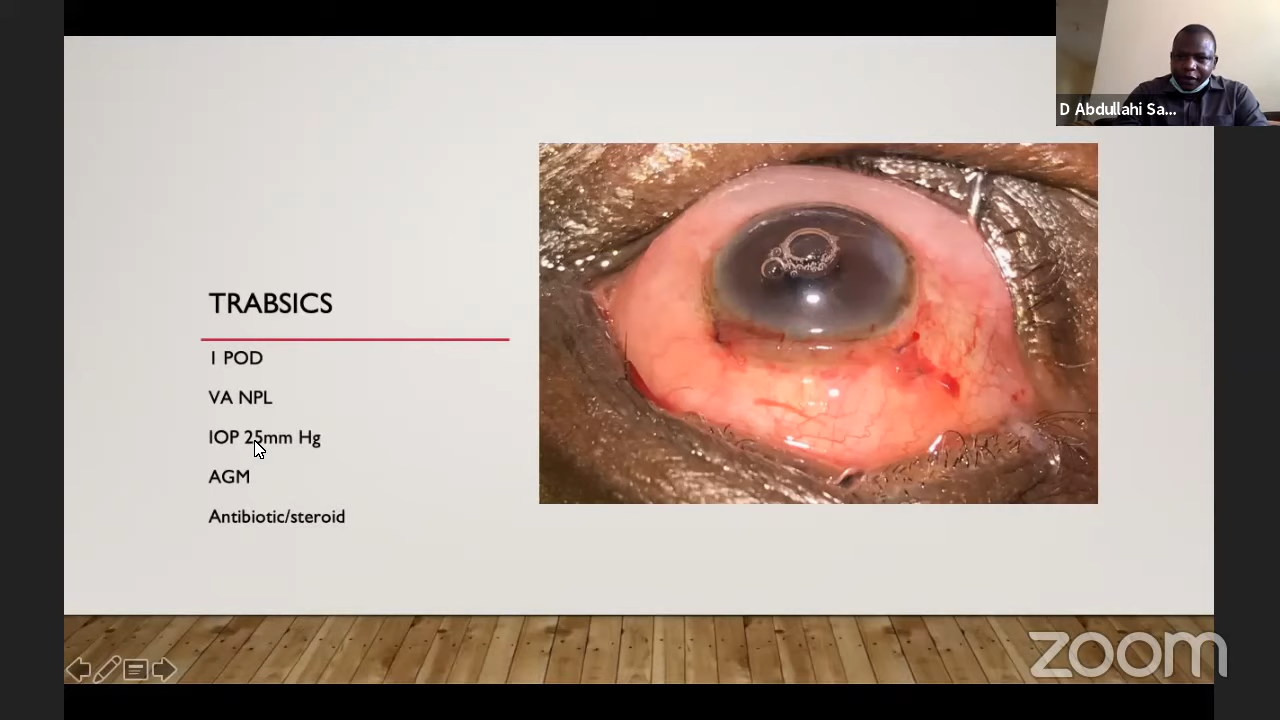 D Abdullahi Sa...
TRABSICS
1 POD
VA NPL
IOP 25mm Hg
AGM
Antibiotic/steroid
zoom